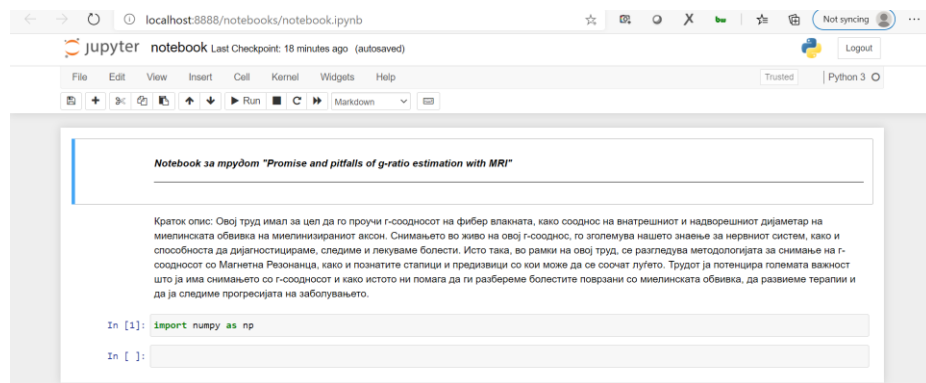 localhost:8888/notebooks/notebook.ipynb
Not syncing
jupyter notebook Last Checkpoint: 18 minutes ago (autosaved)
Logout
File Edit View Insert Cell Kernel Widgets Help
Trusted Python 3
Run Markdown
Notebook за трудот "Promise and pitfalls of g-ratio estimation with MRI"
Краток опис: Овој труд имал за цел да го проучи г-соодносот на фибер влакната, како сооднос на внатрешниот и надворешниот дијаметар на
миелинската обвивка на миелинизираниот аксон. Снимањето во живо на овој г-сооднос, го зголемува нашето знаење за нервниот систем, како и
способноста да дијагностицираме, следиме и лекуваме болести. Исто така, во рамки на овој труд, се разгледува методологијата за снимање на г-
соодносот со Магнетна Резонанца, како и познатите стапици и предизвици со кои може да се соочат луѓето. Трудот ја потенцира големата важност
што ја има снимањето со г-соодносот и како истото ни помага да ги разбереме болестите поврзани со миелинската обвивка, да развиеме терапии и
да ја следиме прогресијата на заболувањето.
In [1]: import numpy as np
In [ ]: